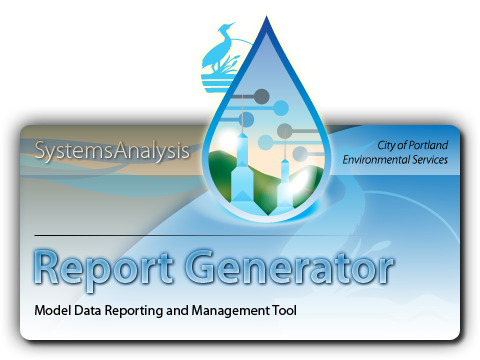 SystemsAnalysis
City of Portland
Environmental Services
Report Generator
Model Data Reporting and Management Tool